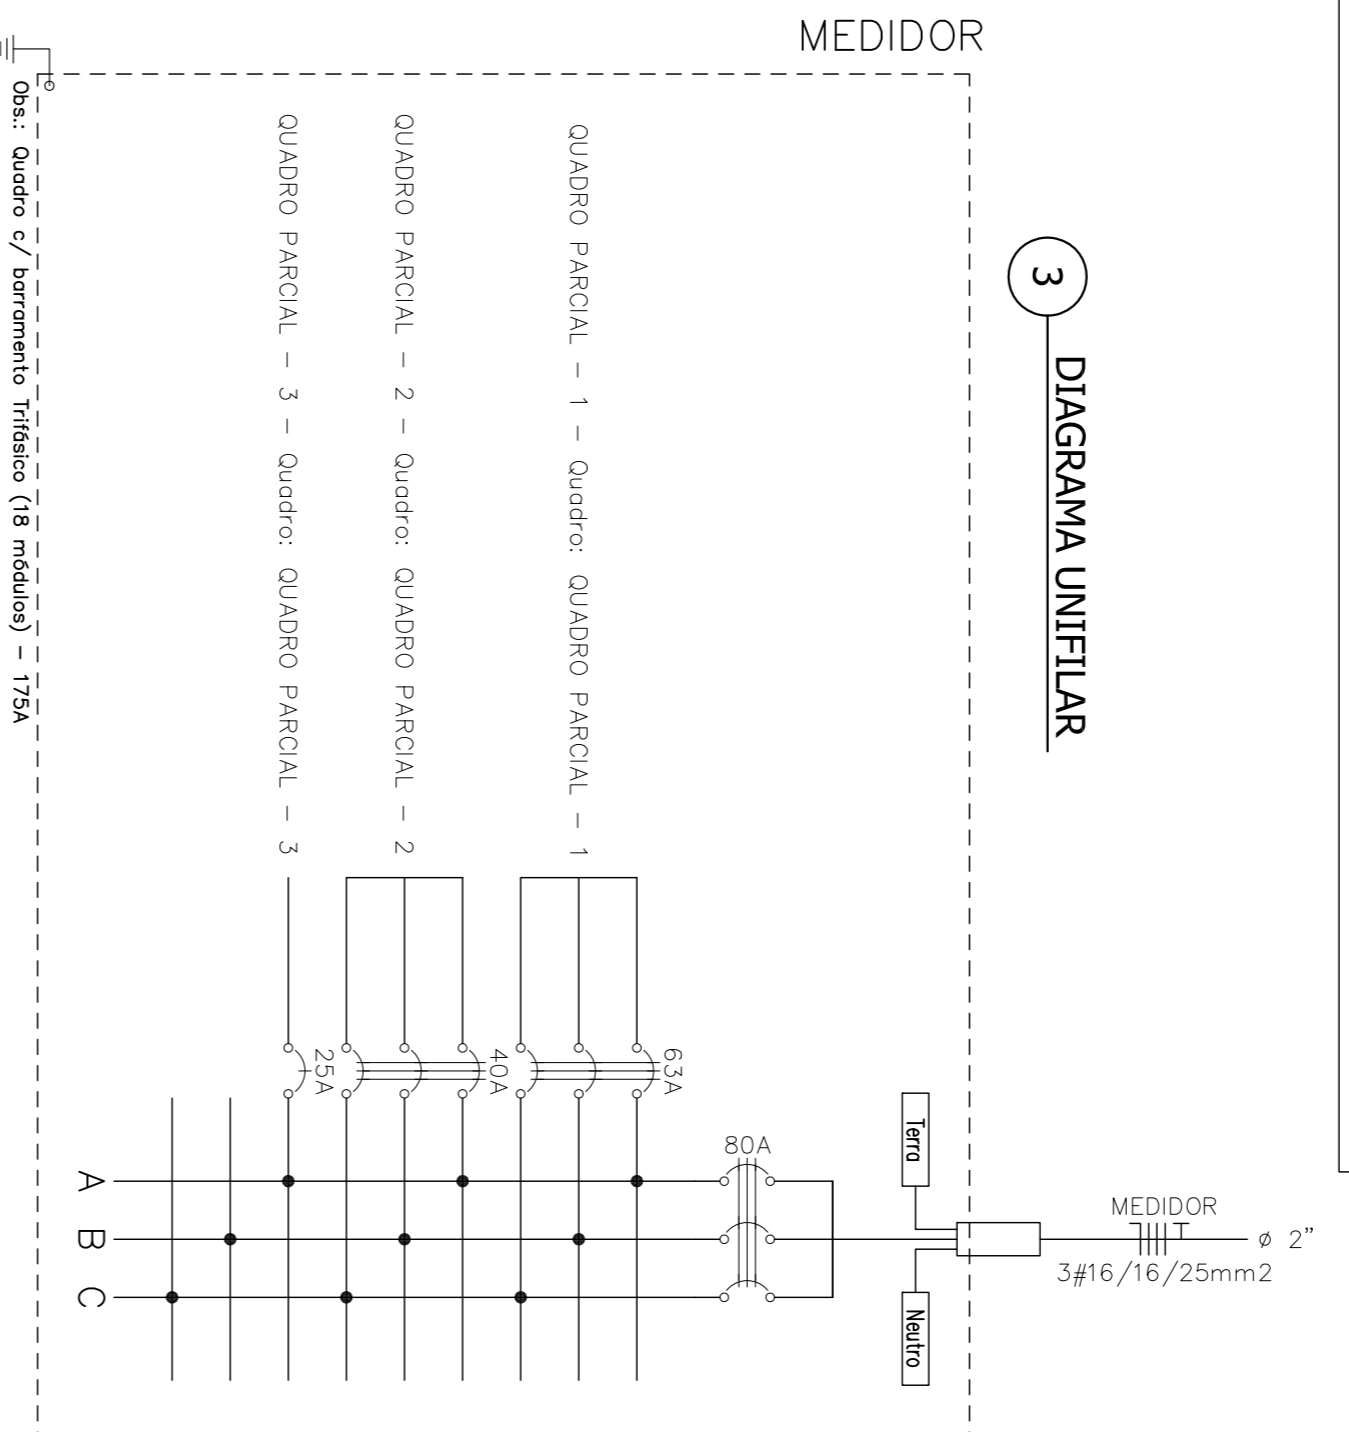 MEDIDOR
3
DIAGRAMA UNIFILAR
MEDIDOR
ø 2"
3#16/16/25mm2
Terra
Neutro
80A
63A
40A
25A
QUADRO PARCIAL - 1 - Quadro: QUADRO PARCIAL - 1
QUADRO PARCIAL - 2 - Quadro: QUADRO PARCIAL - 2
QUADRO PARCIAL - 3 - Quadro: QUADRO PARCIAL - 3
A
B
C
Obs.: Quadro c/ barramento Trifásico (18 módulos) - 175A